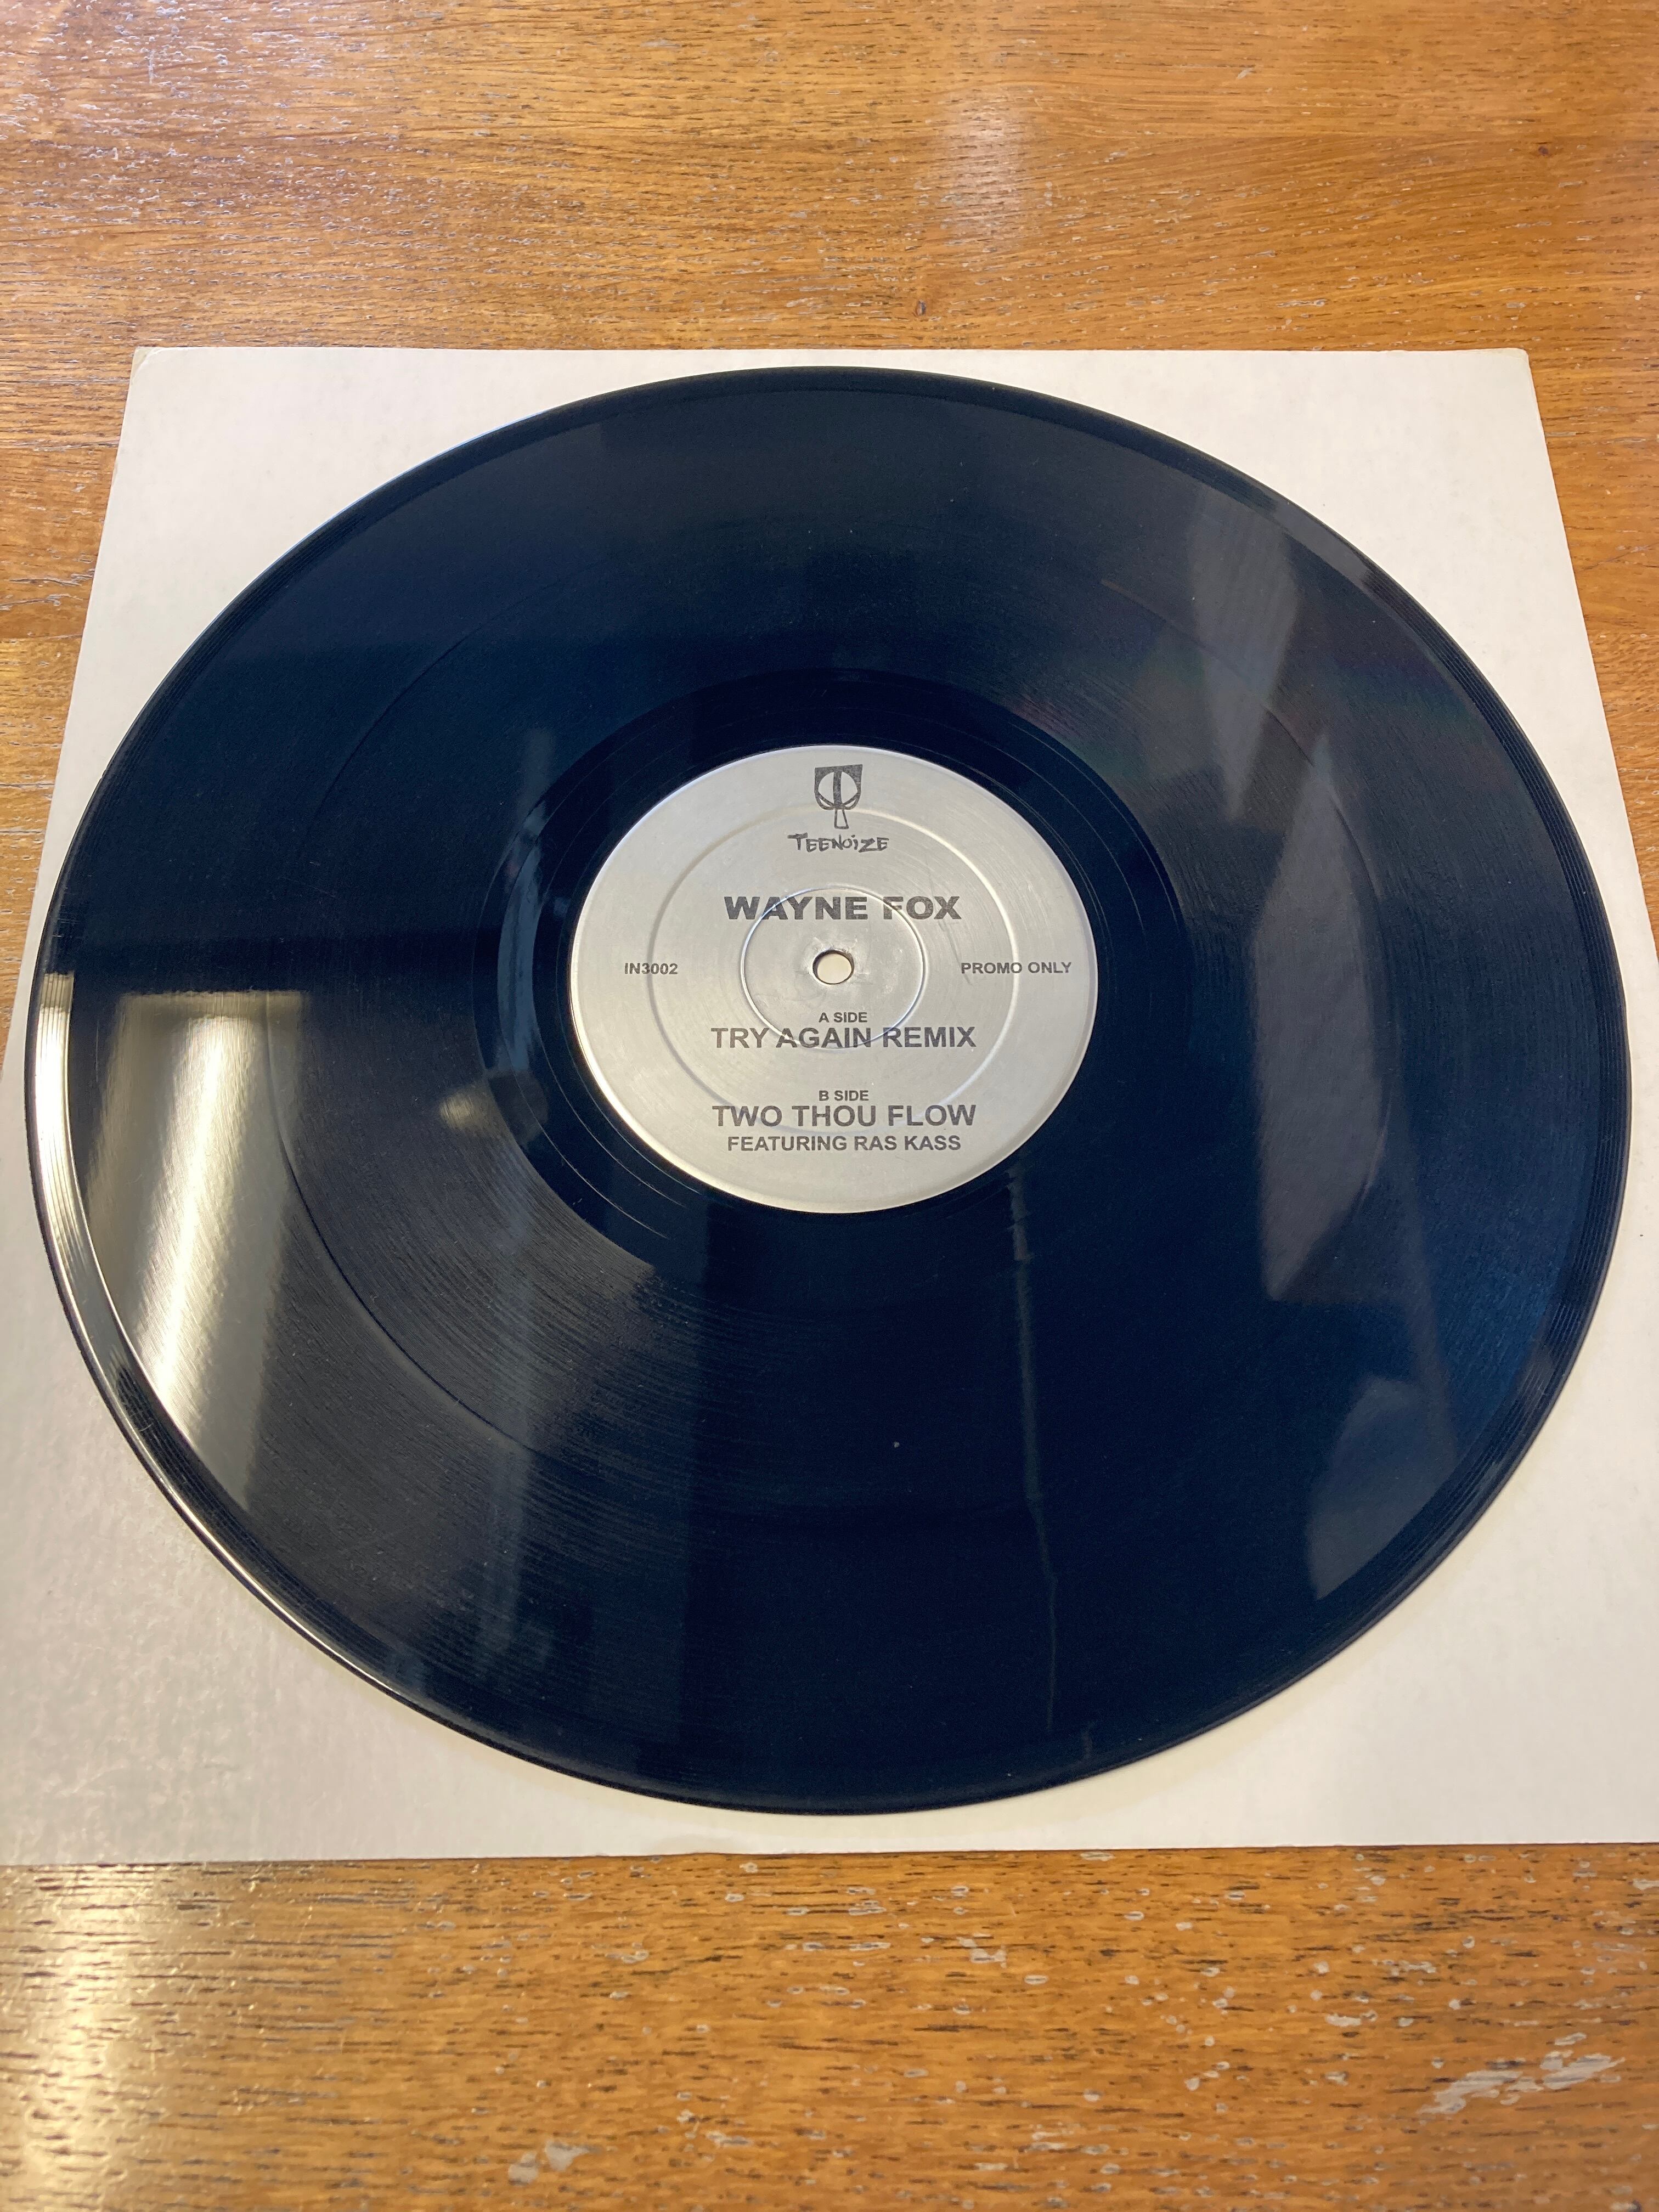 TEENOIZE
WAYNE FOX
IN3002 PROMO ONLY
A SIDE
TRY AGAIN REMIX
B SIDE
TWO THOU FLOW
FEATURING RAS KASS